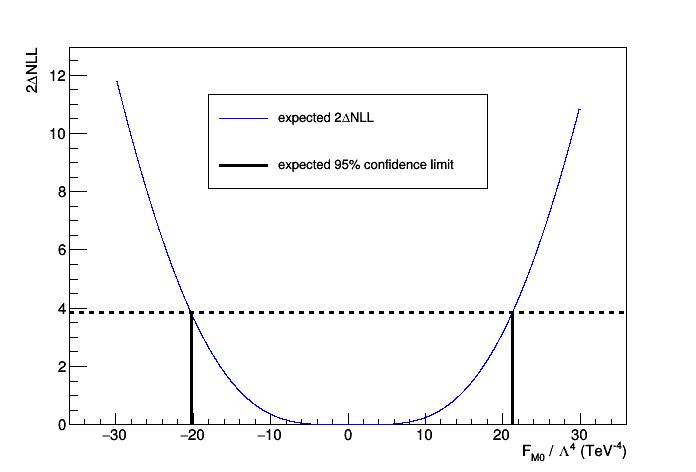 2ΔNLL
12
10
8
6
4
2
0
expected 2ΔNLL
expected 95% confidence limit
−30 −20 −10 0 10 20 30
F_M0 / Λ^4 (TeV^-4)